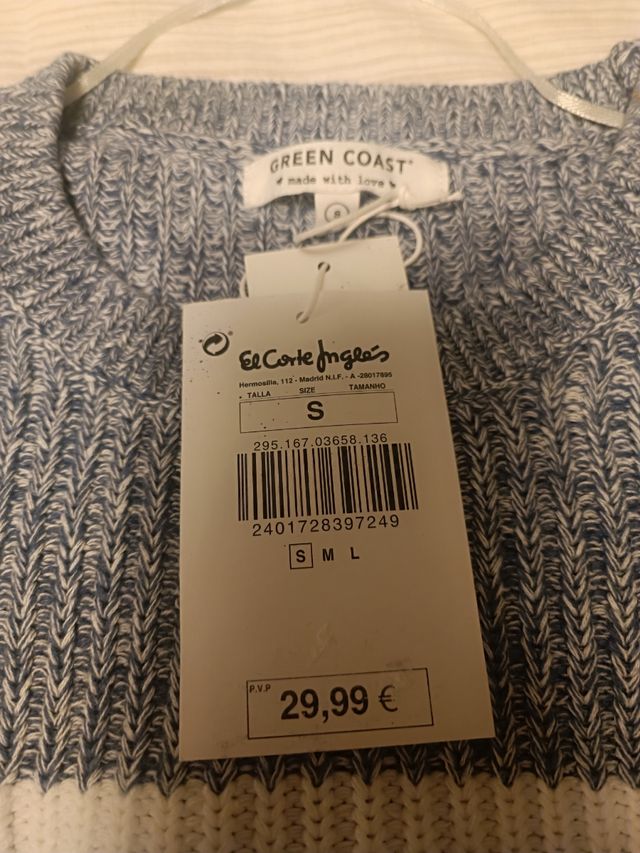 GREEN COAST
made with love
S
El Corte Inglés
Hermosilla, 112 - Madrid N.I.F. - A -28017895
TALLA SIZE TAMANHO
S
295.167.03658.136
2401728397249
S M L
P.V.P
29,99 €